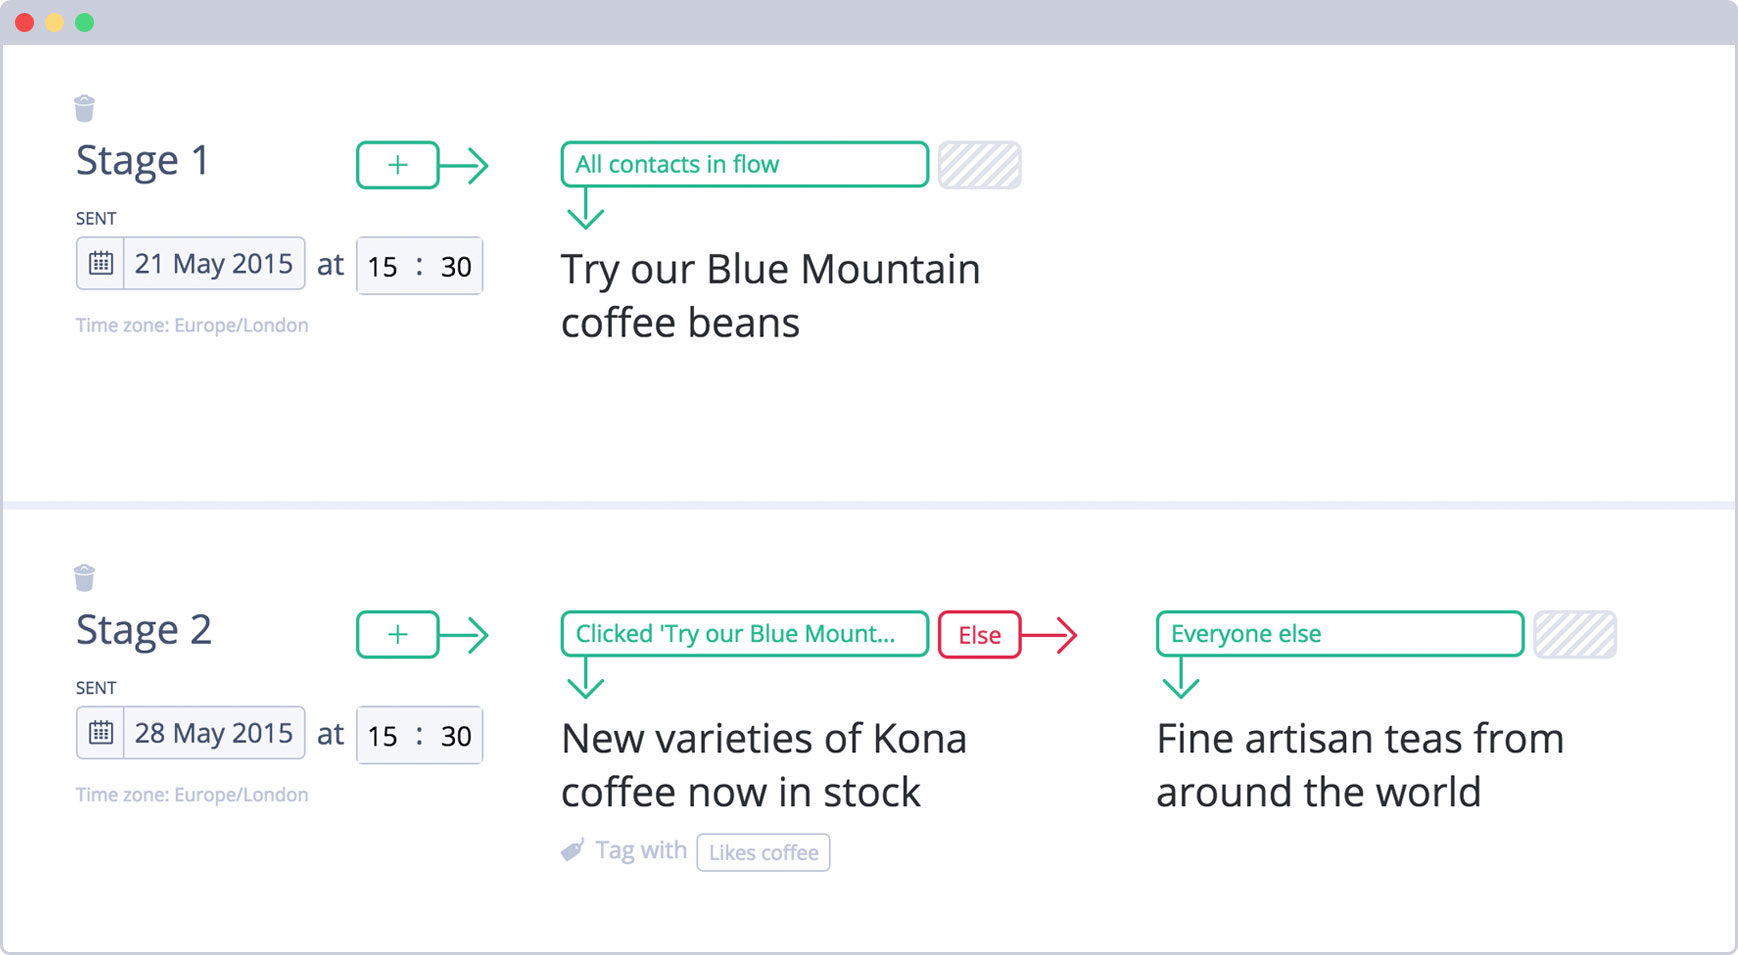 Stage 1
+
All contacts in flow
SENT
21 May 2015 at 15 : 30
Time zone: Europe/London
Try our Blue Mountain
coffee beans
Stage 2
+
Clicked 'Try our Blue Mount...
Else
Everyone else
SENT
28 May 2015 at 15 : 30
Time zone: Europe/London
New varieties of Kona
coffee now in stock
Tag with Likes coffee
Fine artisan teas from
around the world